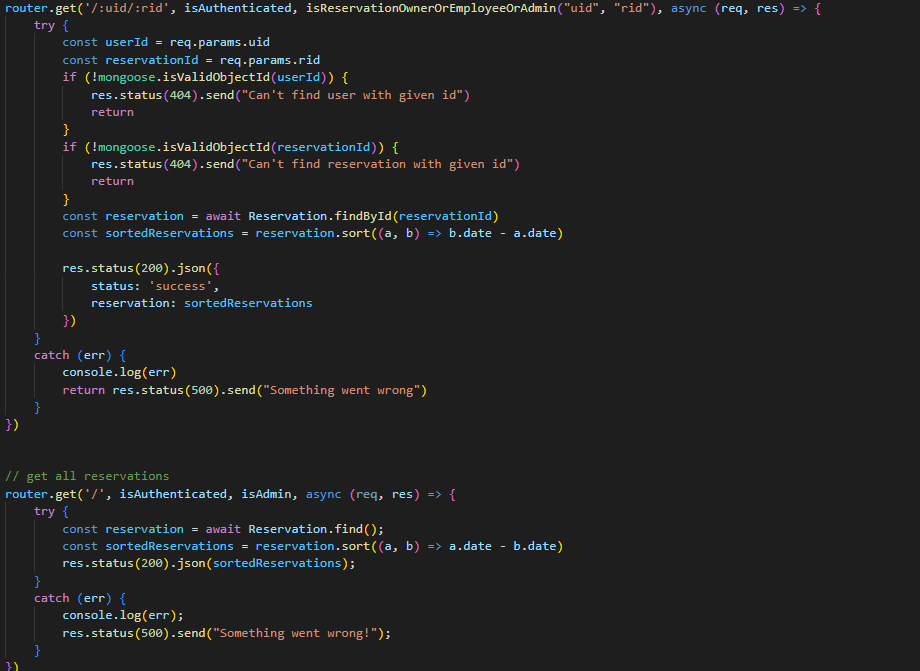 router.get('/:uid/:rid', isAuthenticated, isReservationOwnerOrEmployeeOrAdmin("uid", "rid"), async (req, res) => {
    try {
        const userId = req.params.uid
        const reservationId = req.params.rid
        if (!mongoose.isValidObjectId(userId)) {
            res.status(404).send("Can't find user with given id")
            return
        }
        if (!mongoose.isValidObjectId(reservationId)) {
            res.status(404).send("Can't find reservation with given id")
            return
        }
        const reservation = await Reservation.findById(reservationId)
        const sortedReservations = reservation.sort((a, b) => b.date - a.date)

        res.status(200).json({
            status: 'success',
            reservation: sortedReservations
        })
    }
    catch (err) {
        console.log(err)
        return res.status(500).send("Something went wrong")
    }
})


// get all reservations
router.get('/', isAuthenticated, isAdmin, async (req, res) => {
    try {
        const reservation = await Reservation.find();
        const sortedReservations = reservation.sort((a, b) => a.date - b.date)
        res.status(200).json(sortedReservations);
    }
    catch (err) {
        console.log(err);
        res.status(500).send("Something went wrong!");
    }
})